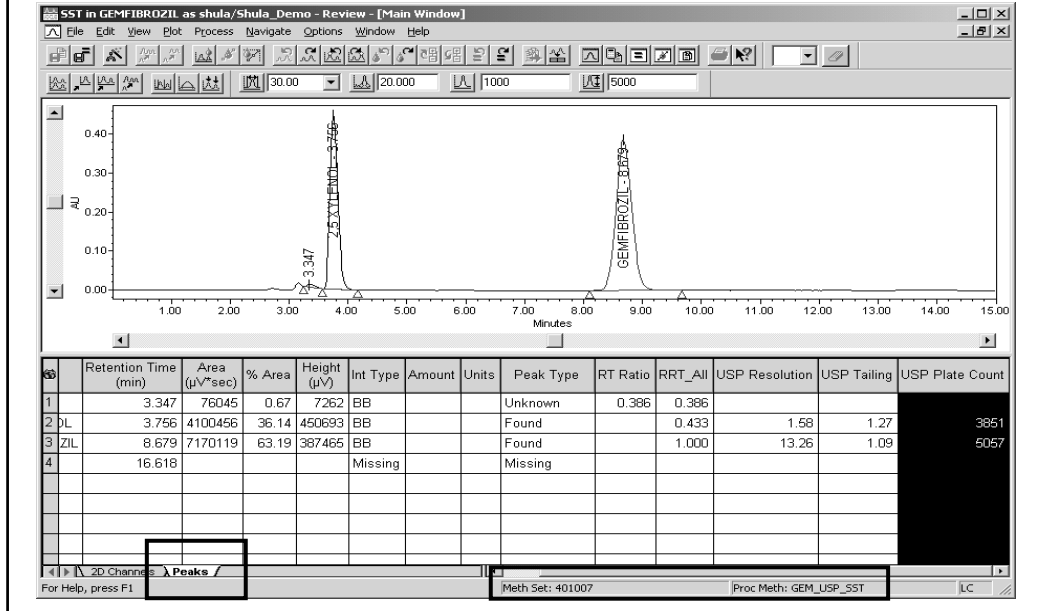 SST in GEMFIBROZIL as shula/Shula_Demo - Review - [Main Window]
File Edit View Plot Process Navigate Options Window Help
30.00 20.000 1000 5000
0.40
0.30
0.20
0.10
0.00
AU
3.347
2,5 XYLENOL - 3.756
GEMFIBROZIL - 8.679
1.00 2.00 3.00 4.00 5.00 6.00 7.00 8.00 9.00 10.00 11.00 12.00 13.00 14.00 15.00
Minutes
Retention Time (min) Area (µV*sec) % Area Height (µV) Int Type Amount Units Peak Type RT Ratio RRT_All USP Resolution USP Tailing USP Plate Count
1 3.347 76045 0.67 7262 BB Unknown 0.386 0.386
2 OL 3.756 4100456 36.14 450693 BB Found 0.433 1.58 1.27 3851
3 ZIL 8.679 7170119 63.19 387465 BB Found 1.000 13.26 1.09 5057
4 16.618 Missing Missing
2D Channels Peaks
For Help, press F1 Meth Set: 401007 Proc Meth: GEM_USP_SST LC